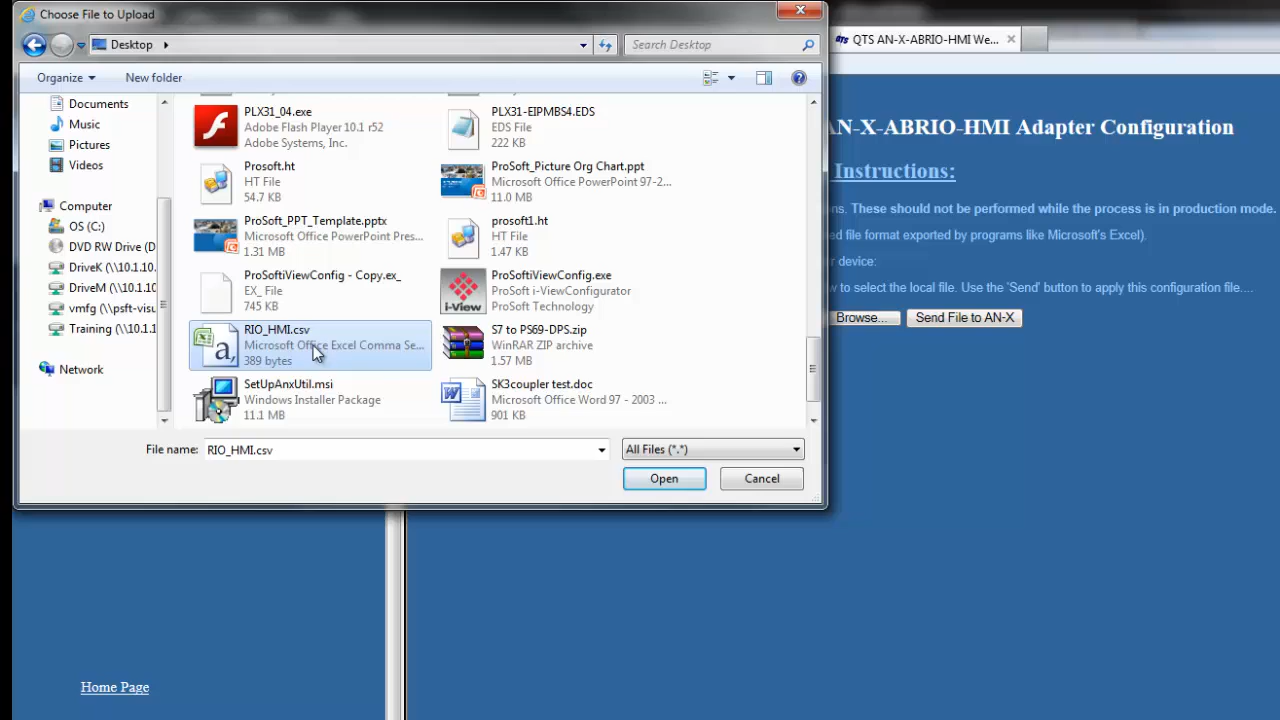 Choose File to Upload
Desktop
Search Desktop
QTS AN-X-ABRIO-HMI We...
Organize
New folder
Documents
Music
Pictures
Videos
Computer
OS (C:)
DVD RW Drive (D
DriveK (\\10.1.10.
DriveM (\\10.1.10
vmfg (\\psft-visu
Training (\\10.1.1
Network
PLX31_04.exe
Adobe Flash Player 10.1 r52
Adobe Systems, Inc.
PLX31-EIPMBS4.EDS
EDS File
222 KB
Prosoft.ht
HT File
54.7 KB
ProSoft_Picture Org Chart.ppt
Microsoft Office PowerPoint 97-2...
11.0 MB
ProSoft_PPT_Template.pptx
Microsoft Office PowerPoint Pres...
1.31 MB
prosoft1.ht
HT File
1.47 KB
ProSoftiViewConfig - Copy.ex_
EX_ File
745 KB
i-View
ProSoftiViewConfig.exe
ProSoft i-viewConfigurator
ProSoft Technology
RIO_HMI.csv
Microsoft Office Excel Comma Se...
389 bytes
S7 to PS69-DPS.zip
WinRAR ZIP archive
1.57 MB
SetUpAnxUtil.msi
Windows Installer Package
11.1 MB
SK3coupler test.doc
Microsoft Office Word 97 - 2003 ...
901 KB
File name:
RIO_HMI.csv
All Files (*.*)
Open
Cancel
AN-X-ABRIO-HMI Adapter Configuration
Instructions:
ons. These should not be performed while the process is in production mode.
ed file format exported by programs like Microsoft's Excel).
r device:
w to select the local file. Use the 'Send' button to apply this configuration file....
Browse...
Send File to AN-X
Home Page